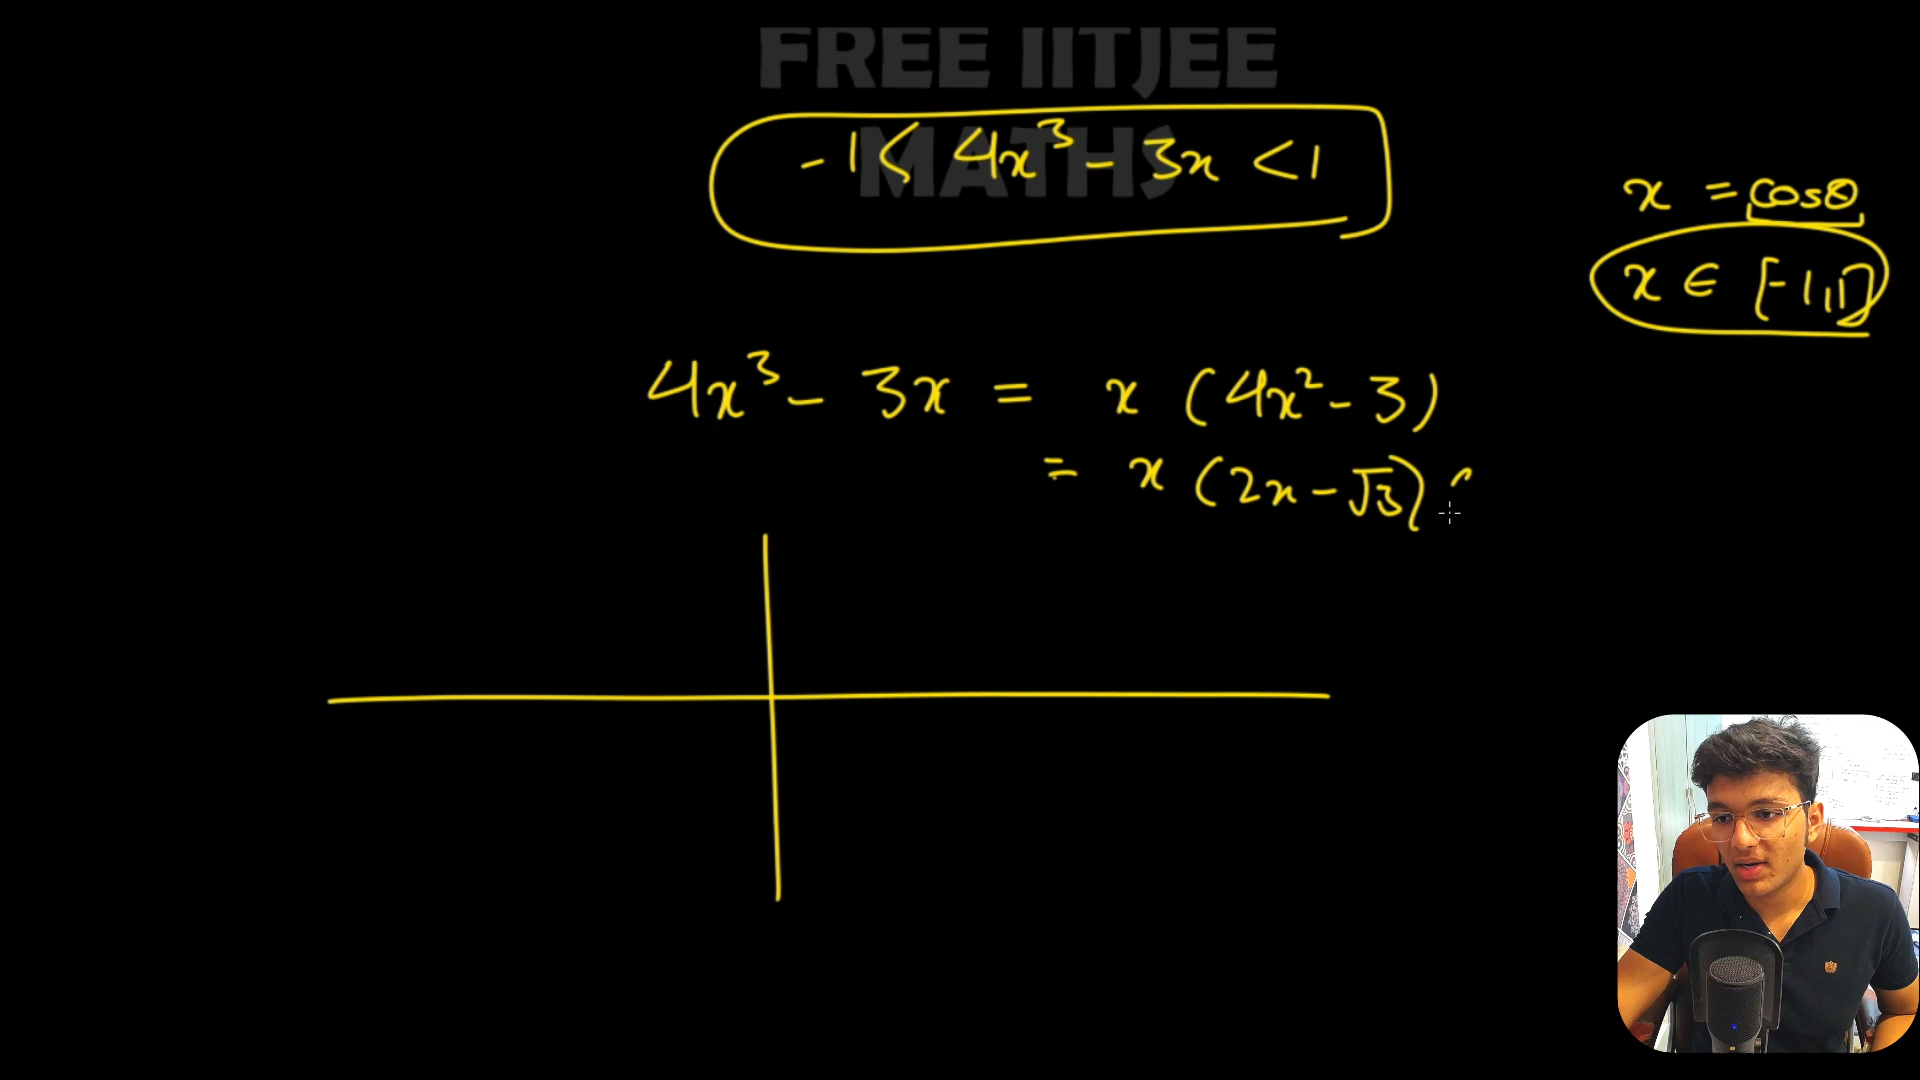 FREE IITJEE
MATHS
-1 < 4x³ - 3x < 1
x = cosθ
x ∈ [-1,1]
4x³ - 3x = x (4x² - 3)
= x (2x - √3)